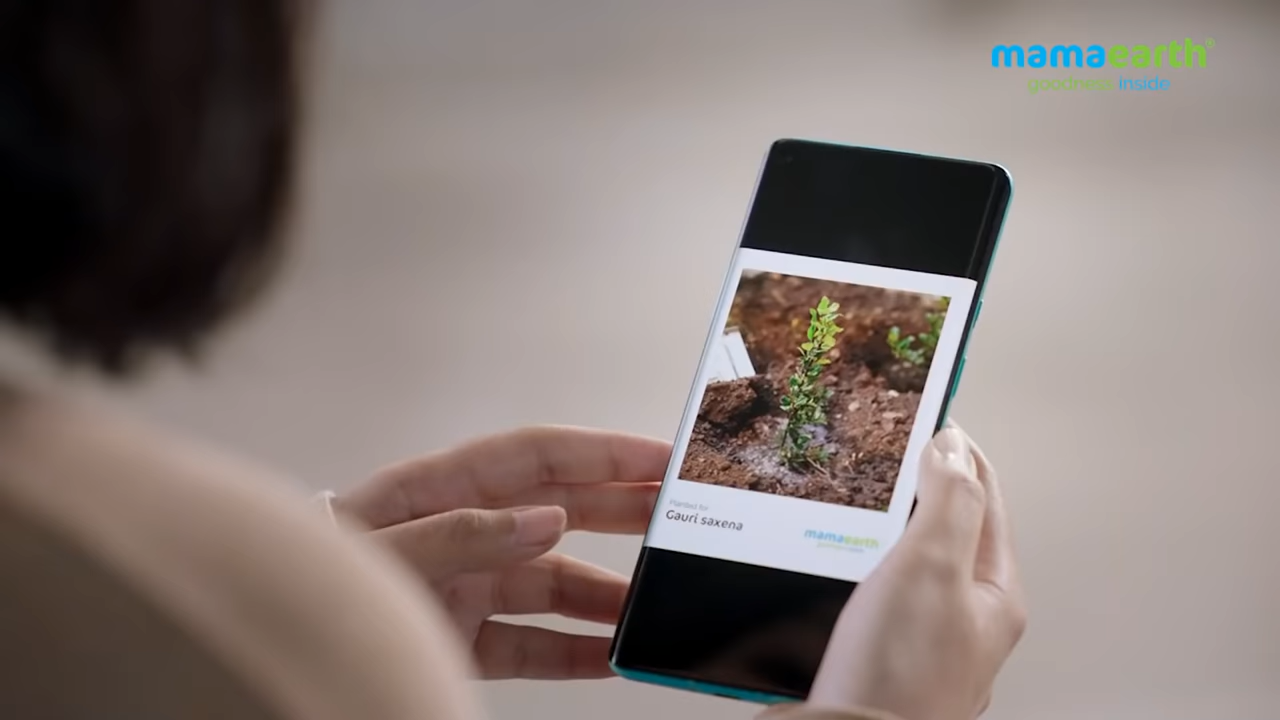 mamaearth®
goodness inside
Planted for
Gauri saxena
mamaearth